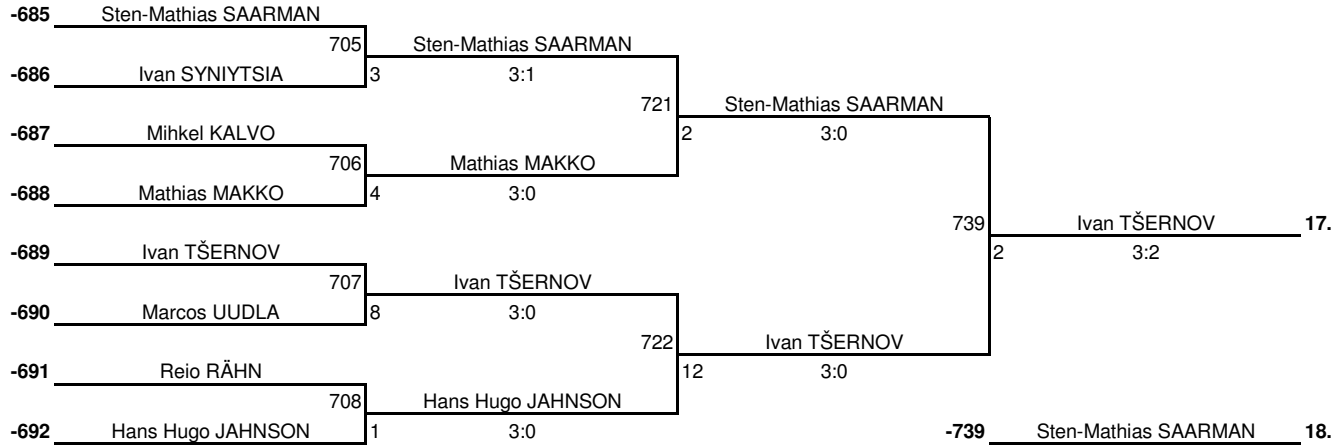 -685 Sten-Mathias SAARMAN
705 Sten-Mathias SAARMAN
-686 Ivan SYNIYTSIA 3 3:1
721 Sten-Mathias SAARMAN
-687 Mihkel KALVO 2 3:0
706 Mathias MAKKO
-688 Mathias MAKKO 4 3:0
739 Ivan TŠERNOV 17.
-689 Ivan TŠERNOV 2 3:2
707 Ivan TŠERNOV
-690 Marcos UUDLA 8 3:0
722 Ivan TŠERNOV
-691 Reio RÄHN 12 3:0
708 Hans Hugo JAHNSON
-692 Hans Hugo JAHNSON 1 3:0 -739 Sten-Mathias SAARMAN 18.